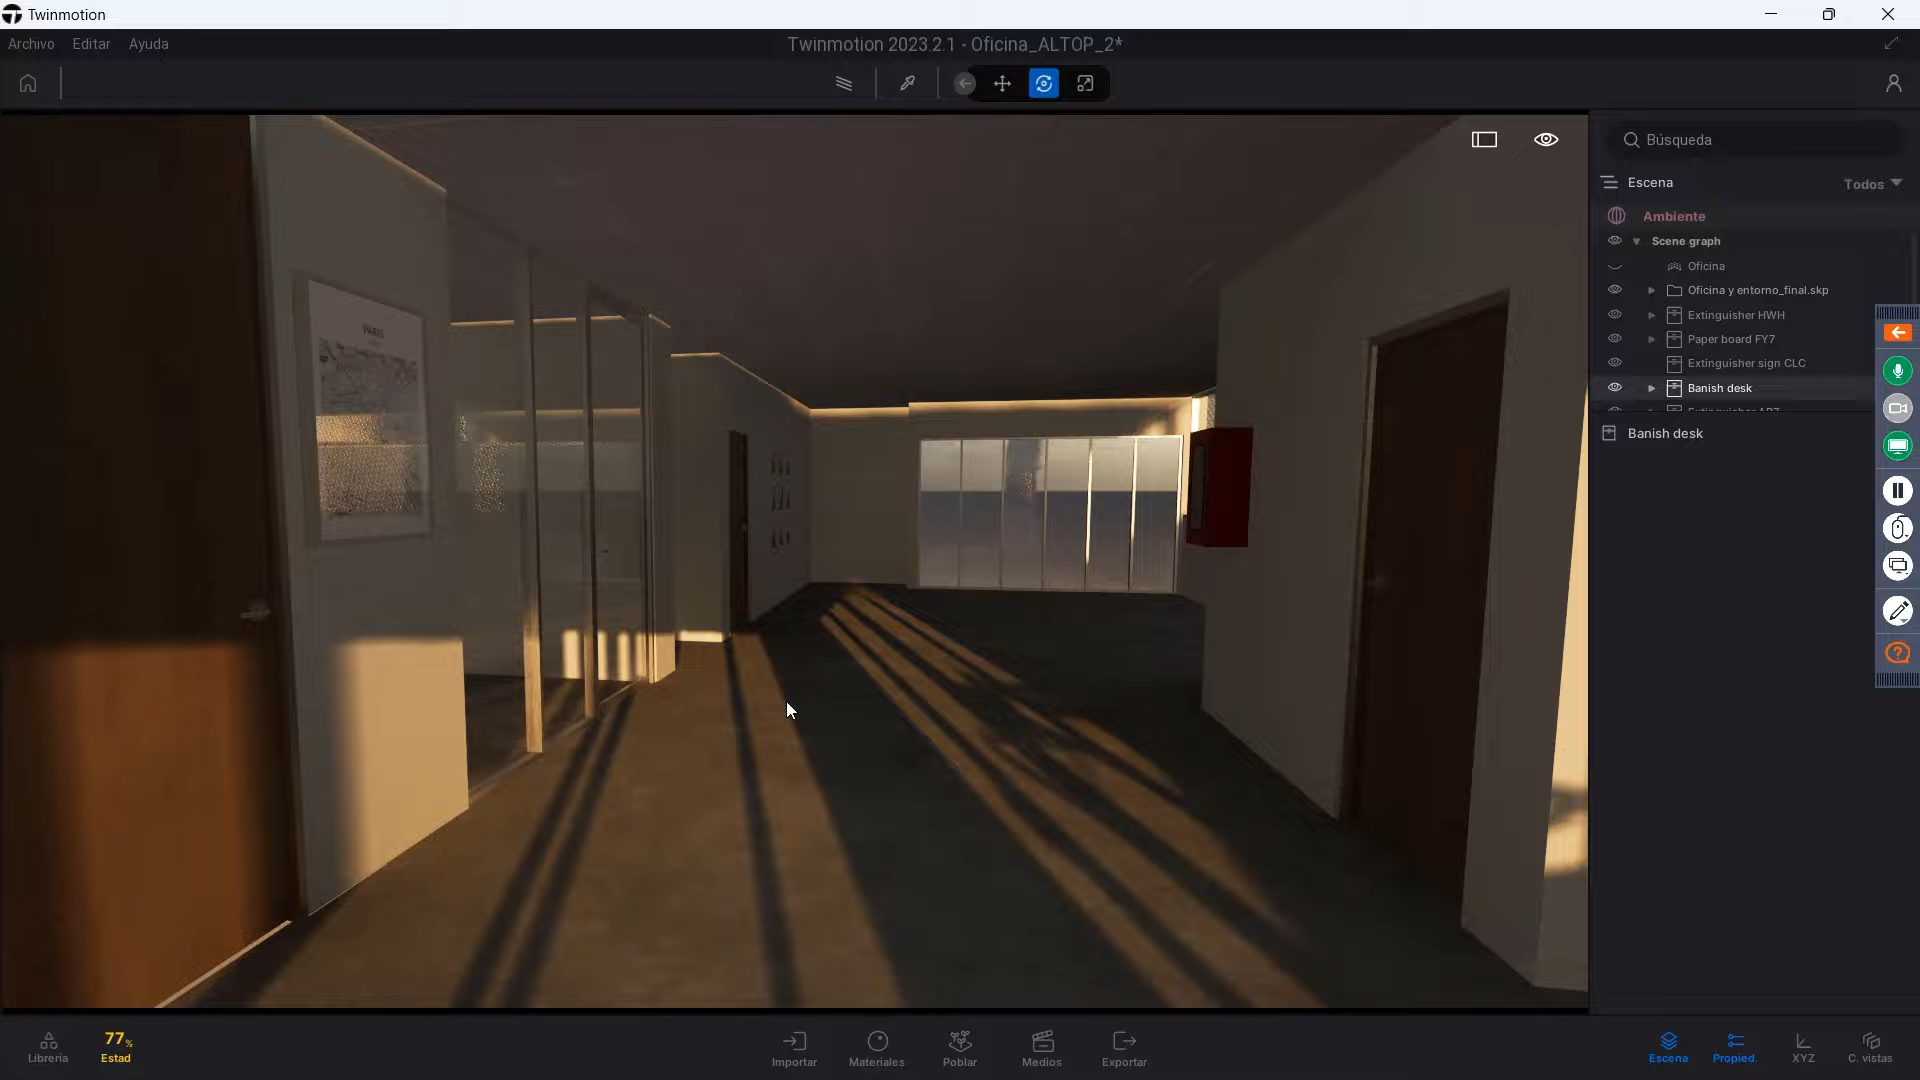 Twinmotion
Archivo Editar Ayuda
Twinmotion 2023.2.1 - Oficina_ALTOP_2*
Búsqueda
Escena
Todos
Ambiente
Scene graph
Oficina
Oficina y entorno_final.skp
Extinguisher HWH
Paper board FY7
Extinguisher sign CLC
Banish desk
Banish desk
PARIS
77%
Librería
Estad
Importar
Materiales
Poblar
Medios
Exportar
Escena
Propied.
XYZ
C. vistas